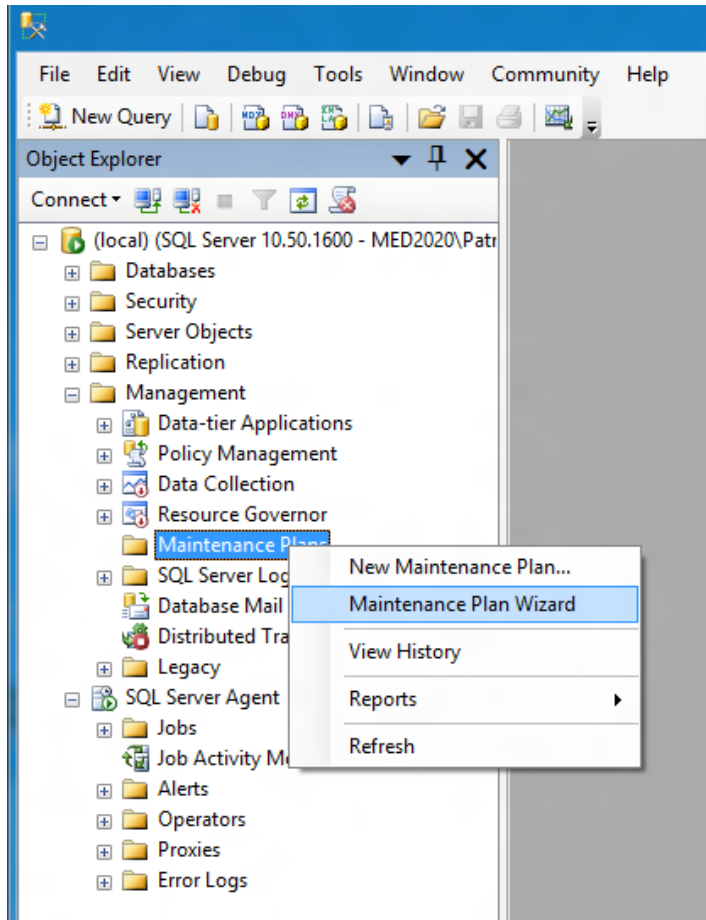 File Edit View Debug Tools Window Community Help
New Query
Object Explorer
Connect
(local) (SQL Server 10.50.1600 - MED2020\Patr
Databases
Security
Server Objects
Replication
Management
Data-tier Applications
Policy Management
Data Collection
Resource Governor
Maintenance Plans
SQL Server Log
Database Mail
Distributed Tra
Legacy
SQL Server Agent
Jobs
Job Activity Mo
Alerts
Operators
Proxies
Error Logs
New Maintenance Plan...
Maintenance Plan Wizard
View History
Reports
Refresh